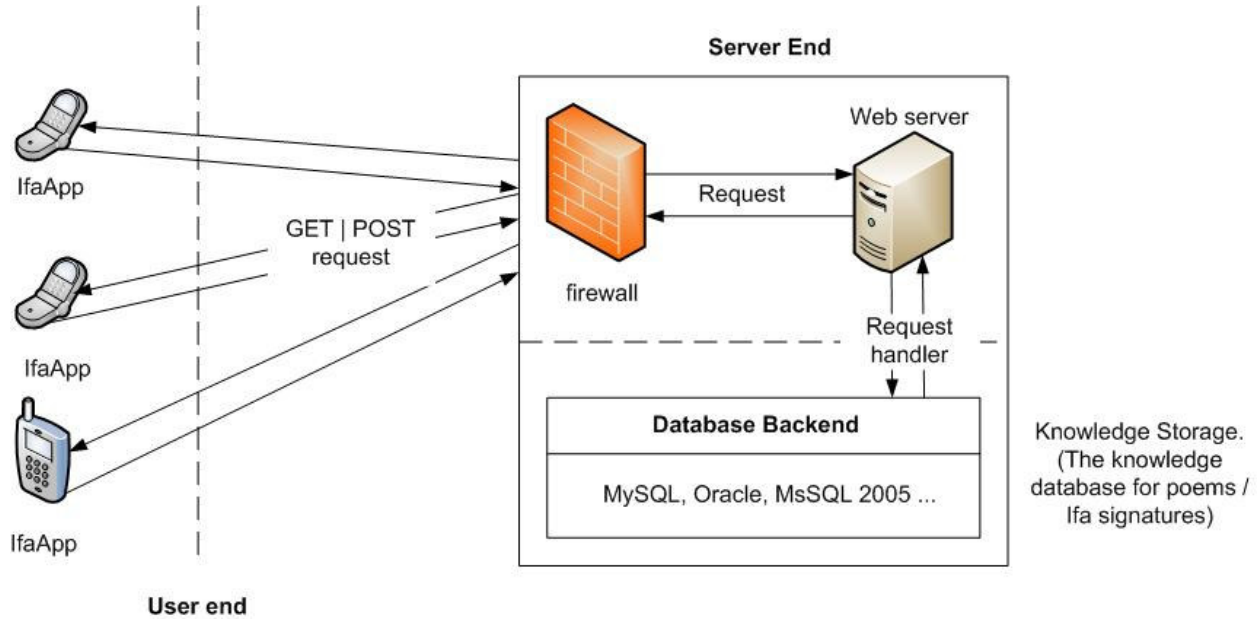 Server End
Web server
IfaApp
Request
GET | POST
request
firewall
IfaApp
Request
handler
Database Backend
MySQL, Oracle, MsSQL 2005 ...
Knowledge Storage.
(The knowledge
database for poems /
Ifa signatures)
IfaApp
User end